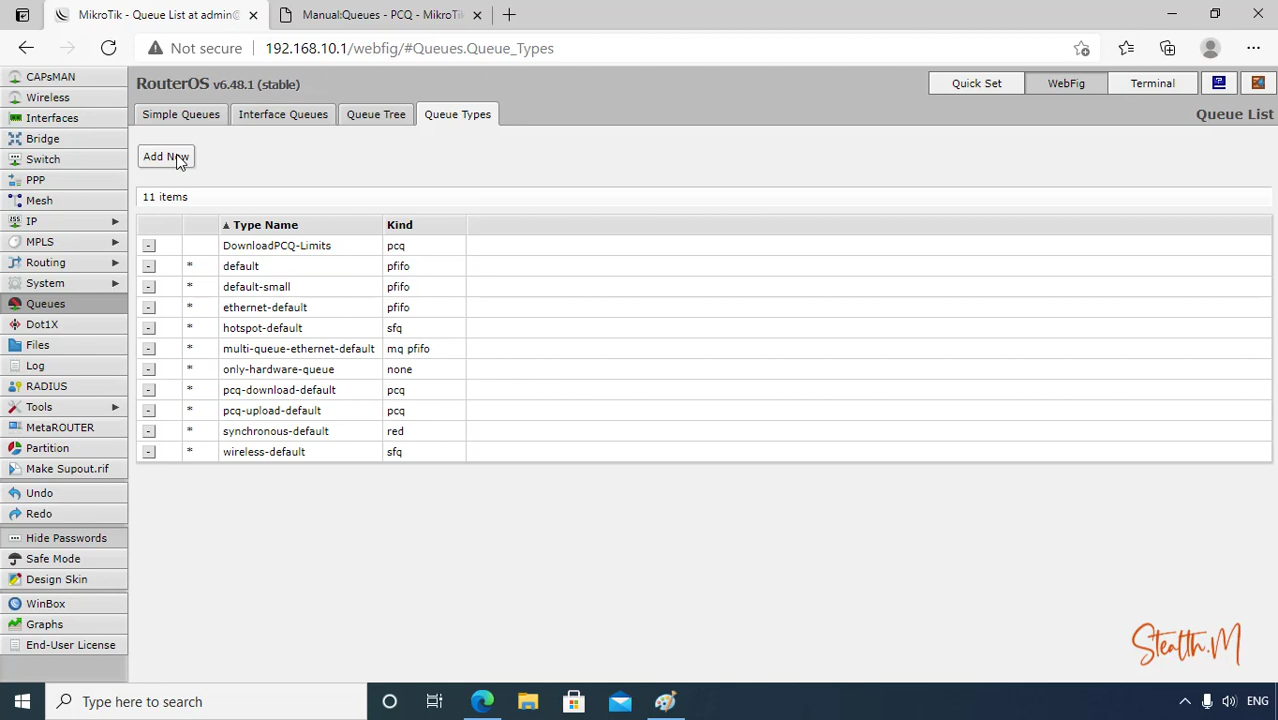 MikroTik - Queue List at admin@
Manual:Queues - PCQ - MikroTik
Not secure
192.168.10.1/webfig/#Queues.Queue_Types
CAPsMAN
Wireless
Interfaces
Bridge
Switch
PPP
Mesh
IP
MPLS
Routing
System
Queues
Dot1X
Files
Log
RADIUS
Tools
MetaROUTER
Partition
Make Supout.rif
Undo
Redo
Hide Passwords
Safe Mode
Design Skin
WinBox
Graphs
End-User License
RouterOS v6.48.1 (stable)
Quick Set
WebFig
Terminal
Simple Queues
Interface Queues
Queue Tree
Queue Types
Queue List
Add New
11 items
▲ Type Name Kind
- DownloadPCQ-Limits pcq
- * default pfifo
- * default-small pfifo
- * ethernet-default pfifo
- * hotspot-default sfq
- * multi-queue-ethernet-default mq pfifo
- * only-hardware-queue none
- * pcq-download-default pcq
- * pcq-upload-default pcq
- * synchronous-default red
- * wireless-default sfq
Stealth.M
Type here to search
ENG